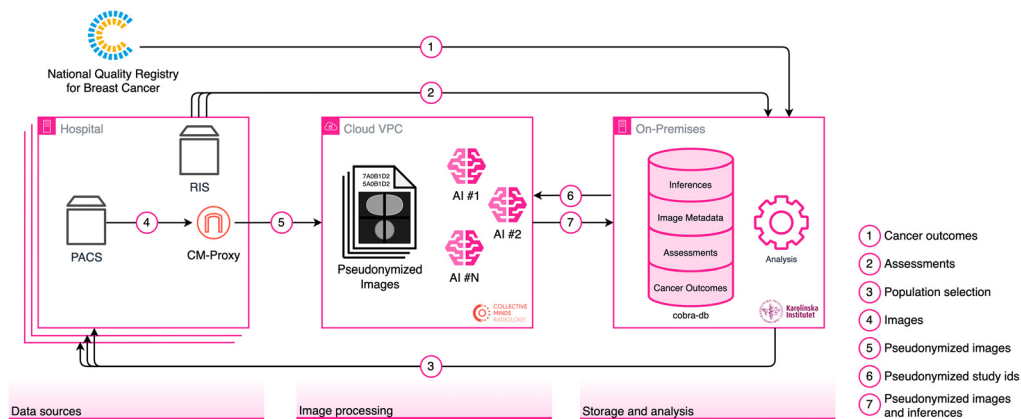 1
National Quality Registry
for Breast Cancer
2
Hospital
RIS
PACS
4
CM-Proxy
5
Cloud VPC
7A0B1D2
5A0B1D2
Pseudonymized
Images
AI #1
AI #2
AI #N
COLLECTIVE
MINDS
RADIOLOGY
6
7
On-Premises
Inferences
Image Metadata
Assessments
Cancer Outcomes
cobra-db
Analysis
Karolinska
Institutet
3
Data sources
Image processing
Storage and analysis
1 Cancer outcomes
2 Assessments
3 Population selection
4 Images
5 Pseudonymized images
6 Pseudonymized study ids
7 Pseudonymized images
and inferences